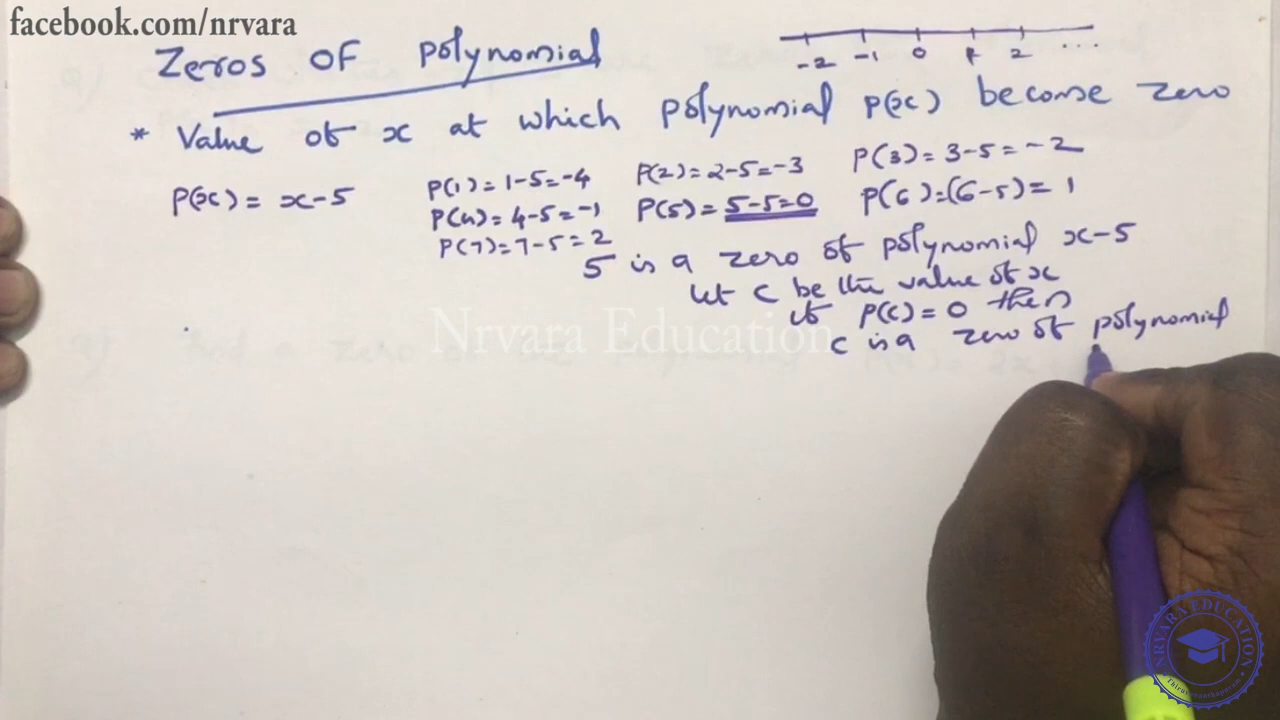 facebook.com/nrvara
Zeros of polynomial
-2 -1 0 1 2 ...
* Value of x at which polynomial P(x) become zero
P(x) = x-5
P(1)=1-5=-4 P(2)=2-5=-3 P(3)=3-5=-2
P(4)=4-5=-1 P(5)=5-5=0 P(6)=(6-5)=1
P(7)=7-5=2
5 is a zero of polynomial x-5
let c be the value of x
if P(c)=0 then
c is a zero of polynomial
Nrvara Education
NRVARA EDUCATION
Thiruvananthapuram